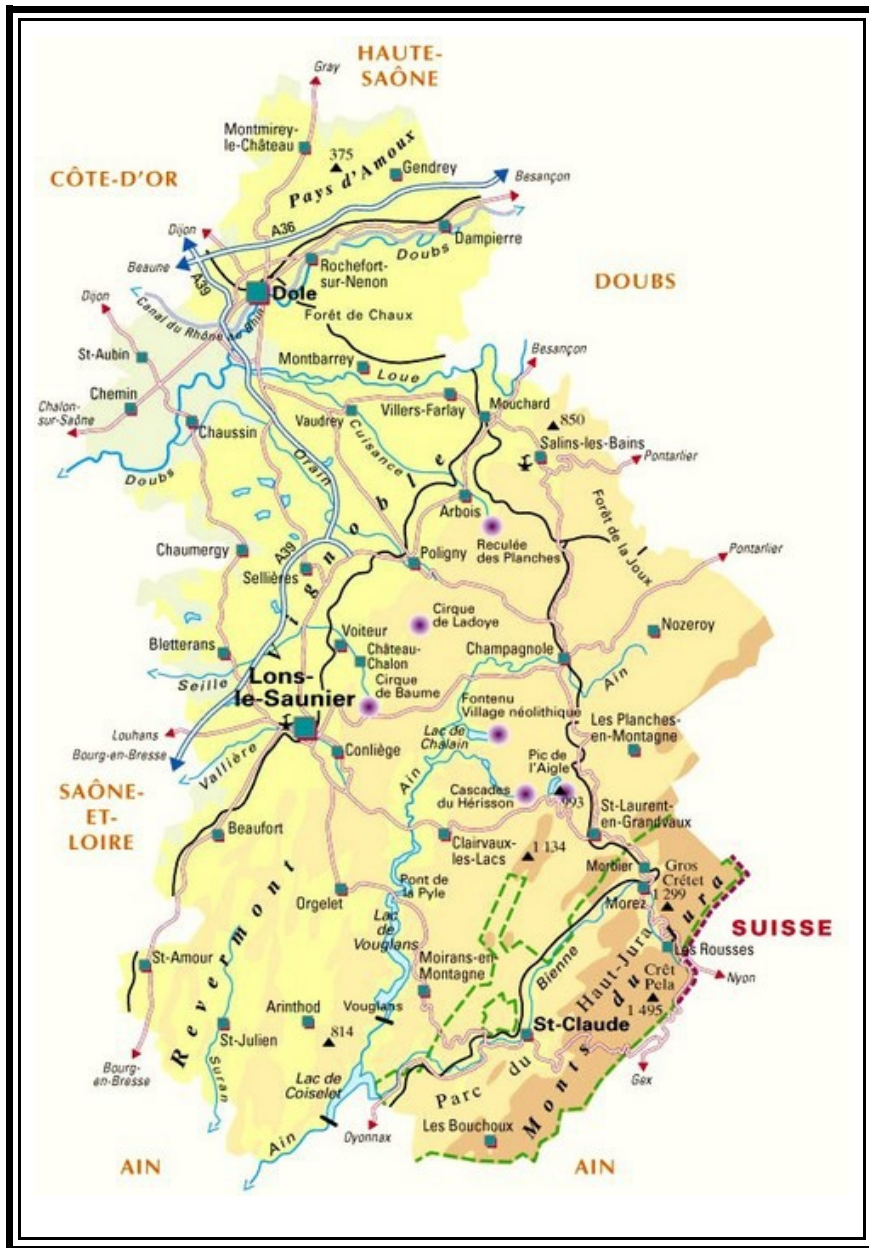 HAUTE-
SAÔNE
Gray
Montmirey-
le-Château
375
Pays d'Amoux
Gendrey
CÔTE-D'OR
Besançon
Dijon
A36
Doubs
Dampierre
Beaune
A39
Rochefort-
sur-Nenon
DOUBS
Dole
Dijon
Canal du Rhône au Rhin
Forêt de Chaux
St-Aubin
Montbarrey
Loue
Besançon
Chemin
Villers-Farlay
Mouchard
Chalon-
sur-Saône
Vaudrey
850
Chaussin
Cuisance
Salins-les-Bains
Pontarlier
Doubs
Orain
Vignoble
Arbois
Forêt de la Joux
Reculée
des Planches
Chaumergy
A39
Poligny
Pontarlier
Sellières
Cirque
de Ladoye
Nozeroy
Bletterans
Voiteur
Champagnole
Château-
Chalon
Seille
Lons-
le-Saunier
Cirque
de Baume
Ain
Fontenu
Village néolithique
Louhans
Lac de
Chalain
Les Planches-
en-Montagne
Bourg-en-Bresse
Vallière
Conliège
Ain
Pic de
l'Aigle
SAÔNE-
ET-
LOIRE
Cascades
du Hérisson
993
St-Laurent-
en-Grandvaux
Beaufort
Clairvaux-
les-Lacs
1 134
Morbier
Gros
Crétet
1 299
Pont de
la Pyle
Orgelet
Morez
Lac
de
Vouglans
SUISSE
Revermont
Les Rousses
St-Amour
Moirans-en-
Montagne
Bienne
Haut-Jura
Crêt
Pela
Nyon
1 495
Arinthod
Vouglans
St-Claude
St-Julien
814
Monts du Jura
Bourg-
en-Bresse
Suran
Lac de
Coiselet
Parc du
Gex
Oyonnax
Les Bouchoux
Ain
AIN
AIN